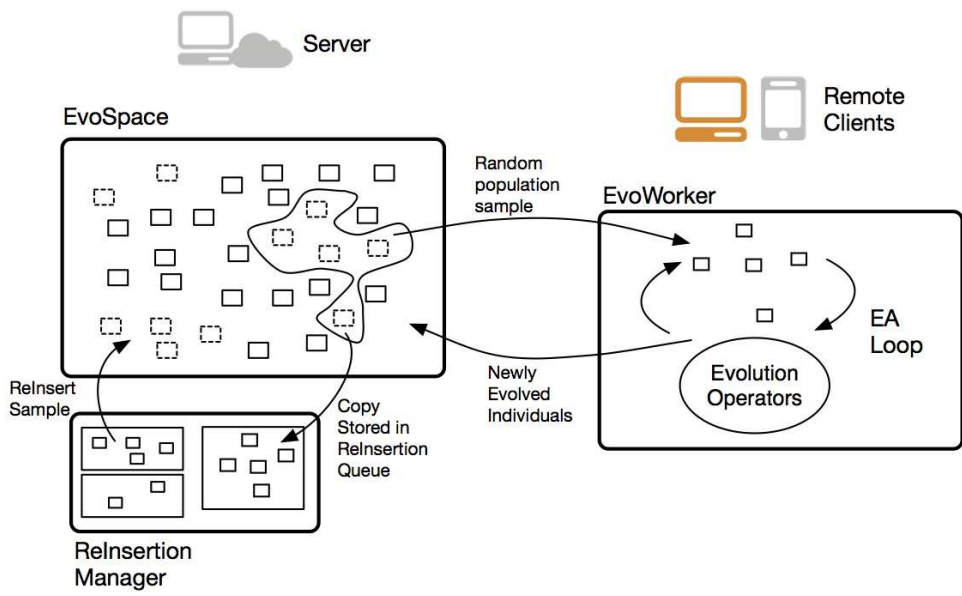 Server
EvoSpace
Remote
Clients
Random
population
sample
EvoWorker
EA
Loop
Evolution
Operators
Newly
Evolved
Individuals
ReInsert
Sample
Copy
Stored in
ReInsertion
Queue
ReInsertion
Manager